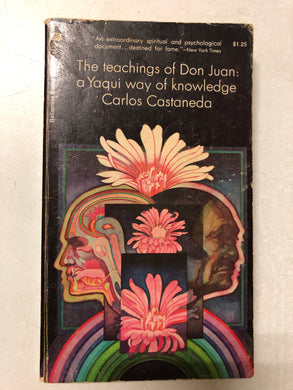 "An extraordinary spiritual and psychological
document...destined for fame."—New York Times
$1.25
The teachings of Don Juan:
a Yaqui way of knowledge
Carlos Castaneda